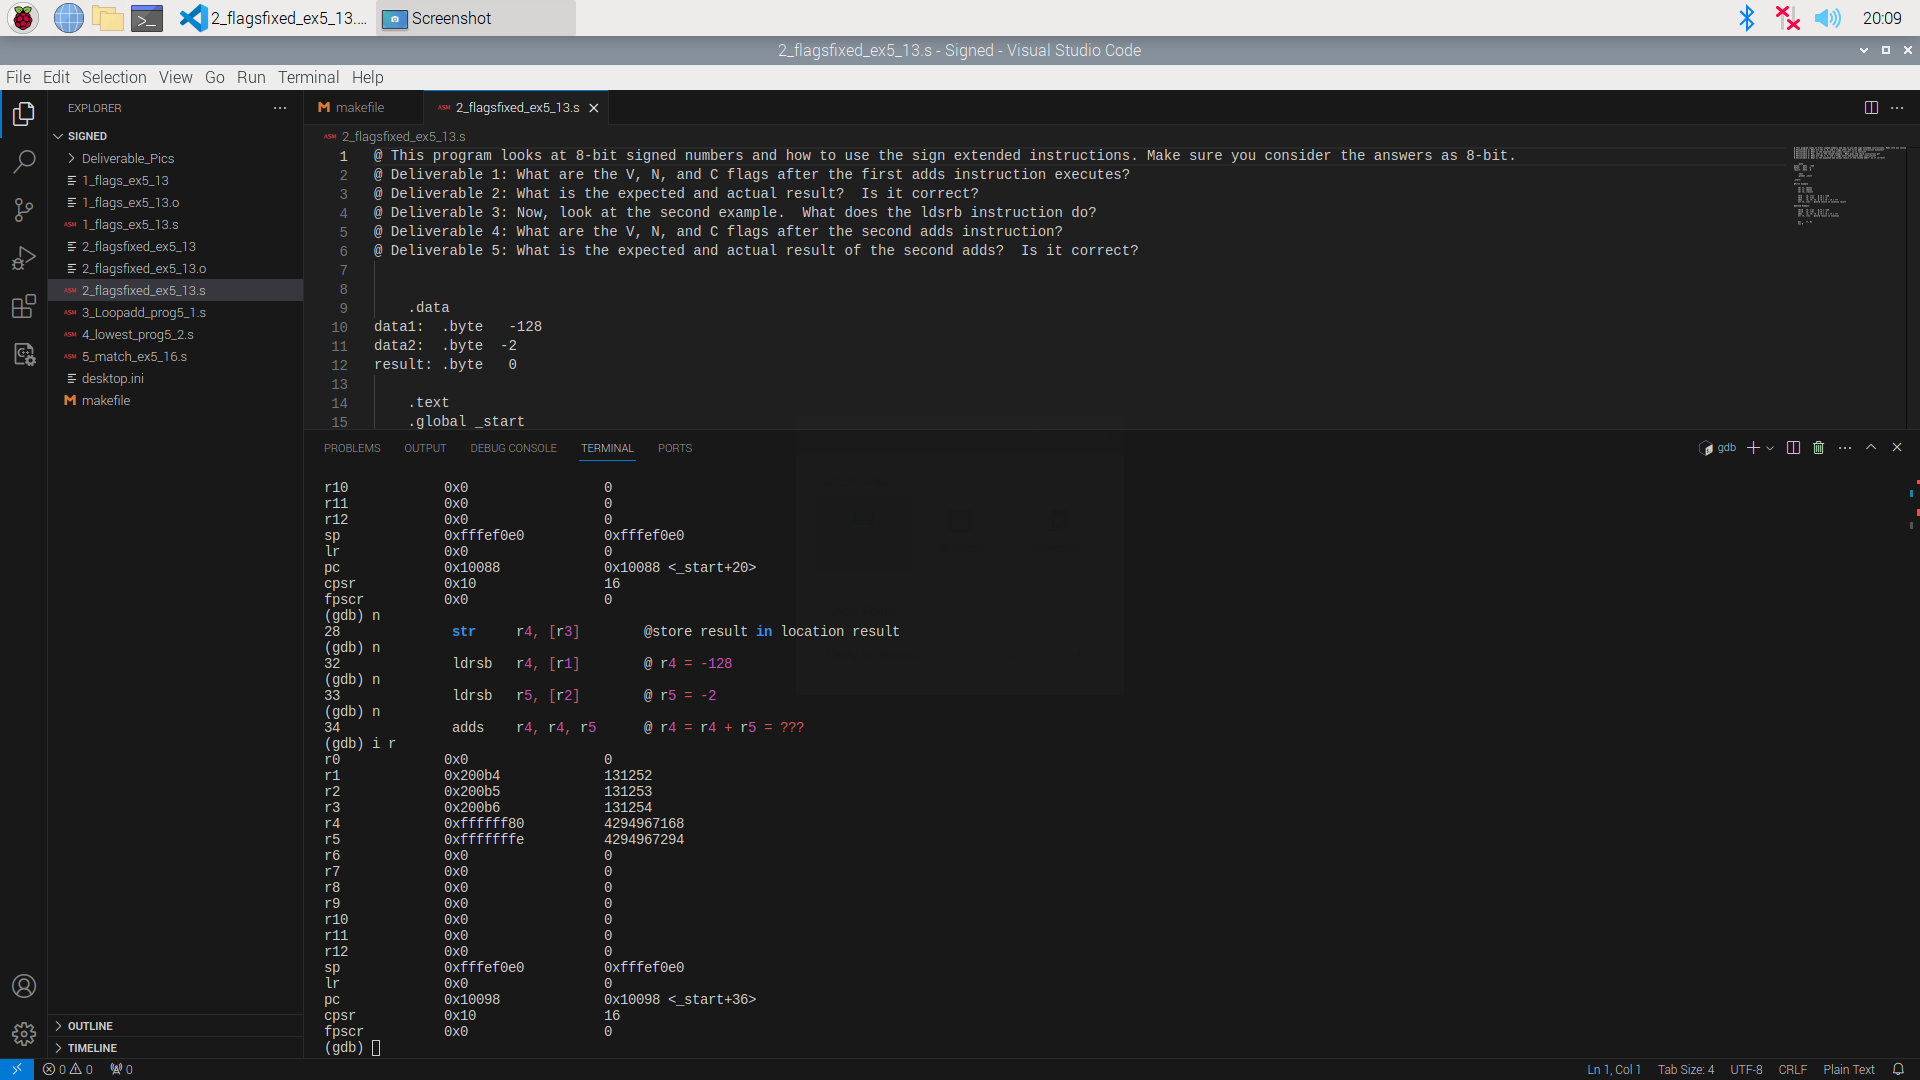 2_flagsfixed_ex5_13....
Screenshot
20:09
2_flagsfixed_ex5_13.s - Signed - Visual Studio Code
File Edit Selection View Go Run Terminal Help
EXPLORER
SIGNED
Deliverable_Pics
1_flags_ex5_13
1_flags_ex5_13.o
ASM 1_flags_ex5_13.s
2_flagsfixed_ex5_13
2_flagsfixed_ex5_13.o
ASM 2_flagsfixed_ex5_13.s
ASM 3_Loopadd_prog5_1.s
ASM 4_lowest_prog5_2.s
ASM 5_match_ex5_16.s
desktop.ini
M makefile
OUTLINE
TIMELINE
M makefile
ASM 2_flagsfixed_ex5_13.s
ASM 2_flagsfixed_ex5_13.s
1 @ This program looks at 8-bit signed numbers and how to use the sign extended instructions. Make sure you consider the answers as 8-bit.
2 @ Deliverable 1: What are the V, N, and C flags after the first adds instruction executes?
3 @ Deliverable 2: What is the expected and actual result?  Is it correct?
4 @ Deliverable 3: Now, look at the second example.  What does the ldsrb instruction do?
5 @ Deliverable 4: What are the V, N, and C flags after the second adds instruction?
6 @ Deliverable 5: What is the expected and actual result of the second adds?  Is it correct?
7
8
9 .data
10 data1:  .byte   -128
11 data2:  .byte  -2
12 result: .byte   0
13
14 .text
15 .global _start
PROBLEMS OUTPUT DEBUG CONSOLE TERMINAL PORTS
gdb
r10 0x0 0
r11 0x0 0
r12 0x0 0
sp 0xfffef0e0 0xfffef0e0
lr 0x0 0
pc 0x10088 0x10088 <_start+20>
cpsr 0x10 16
fpscr 0x0 0
(gdb) n
28 str r4, [r3] @store result in location result
(gdb) n
32 ldrsb r4, [r1] @ r4 = -128
(gdb) n
33 ldrsb r5, [r2] @ r5 = -2
(gdb) n
34 adds r4, r4, r5 @ r4 = r4 + r5 = ???
(gdb) i r
r0 0x0 0
r1 0x200b4 131252
r2 0x200b5 131253
r3 0x200b6 131254
r4 0xffffff80 4294967168
r5 0xfffffffe 4294967294
r6 0x0 0
r7 0x0 0
r8 0x0 0
r9 0x0 0
r10 0x0 0
r11 0x0 0
r12 0x0 0
sp 0xfffef0e0 0xfffef0e0
lr 0x0 0
pc 0x10098 0x10098 <_start+36>
cpsr 0x10 16
fpscr 0x0 0
(gdb)
0 0 0
Ln 1, Col 1 Tab Size: 4 UTF-8 CRLF Plain Text